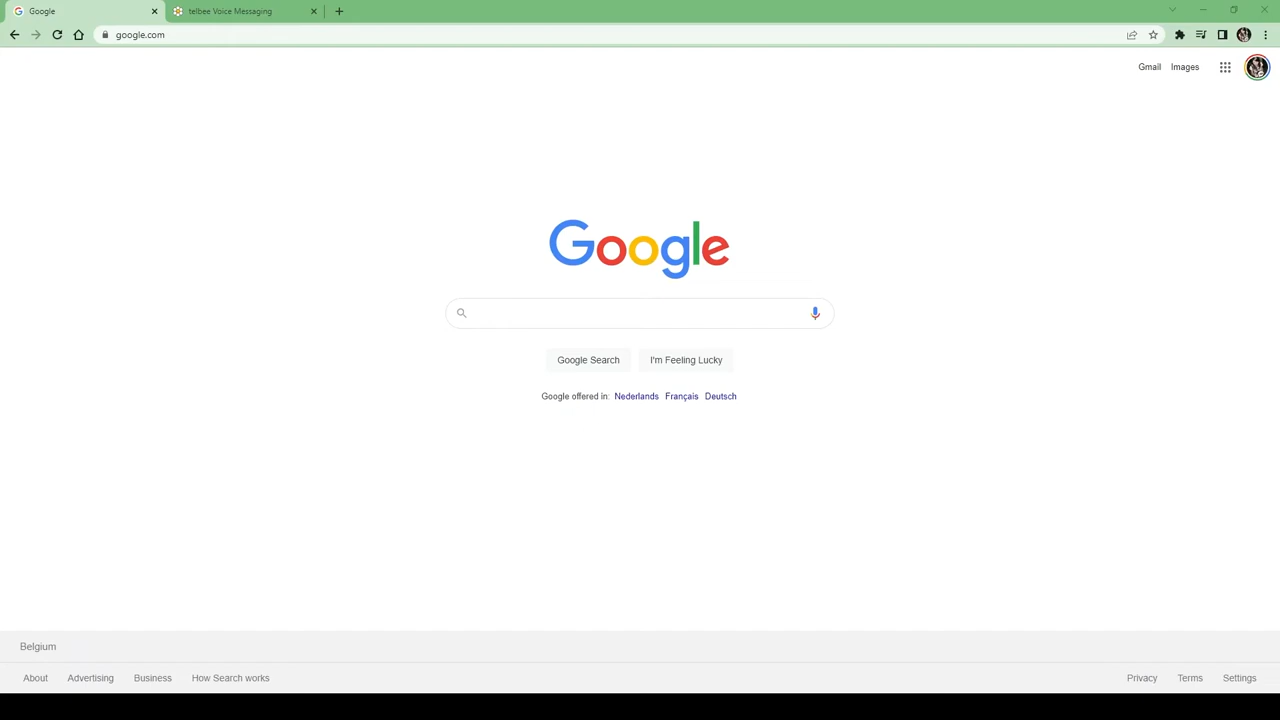 Google
telbee Voice Messaging
google.com
Gmail Images
Google
Google Search I'm Feeling Lucky
Google offered in: Nederlands Français Deutsch
Belgium
About Advertising Business How Search works Privacy Terms Settings